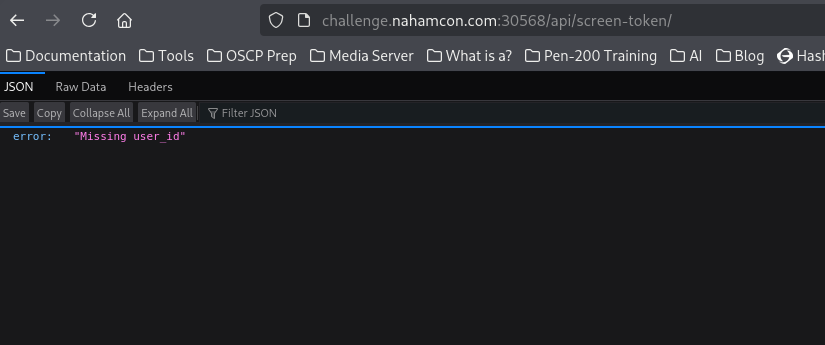 challenge.nahamcon.com:30568/api/screen-token/
Documentation Tools OSCP Prep Media Server What is a? Pen-200 Training AI Blog Hash
JSON Raw Data Headers
Save Copy Collapse All Expand All Filter JSON
error: "Missing user_id"